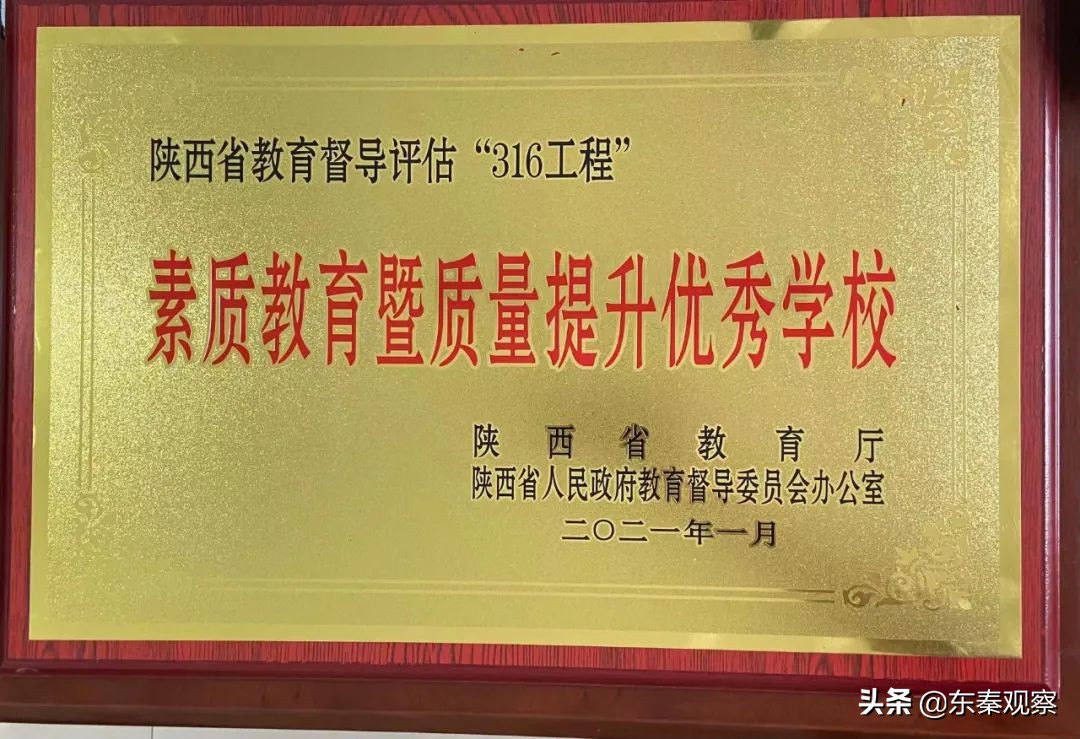 陕西省教育督导评估“316工程”
素质教育暨质量提升优秀学校
陕西省教育厅
陕西省人民政府教育督导委员会办公室
二〇二一年一月
头条 @东秦观察